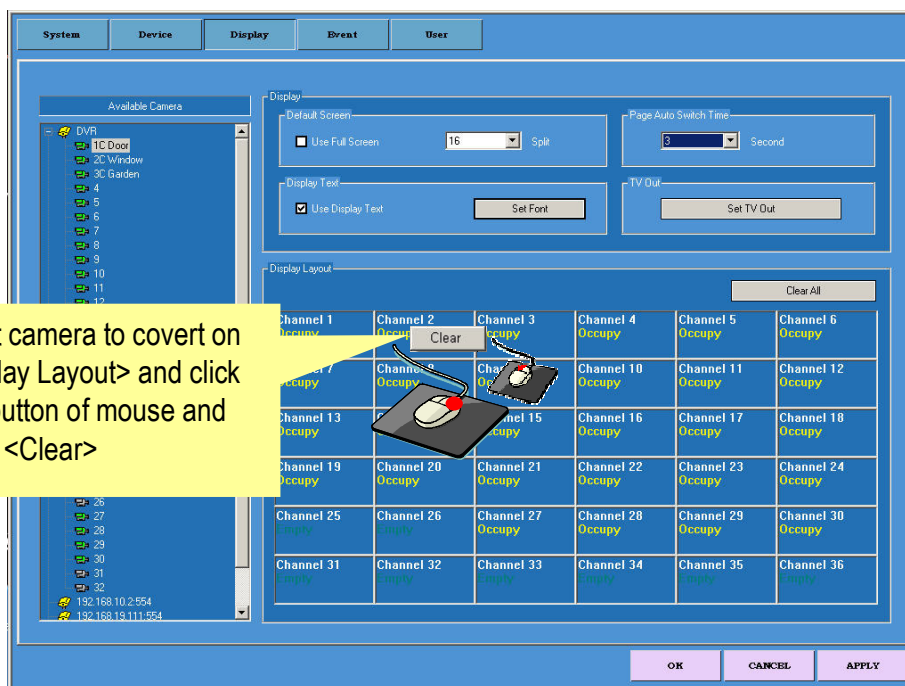 System Device Display Event User
Available Camera
DVR
1C Door
2C Window
3C Garden
4
5
6
7
8
9
10
11
12
26
27
28
29
30
31
32
192.168.10.2:554
192.168.19.111:554
Display
Default Screen
Use Full Screen 16 Split
Page Auto Switch Time
3 Second
Display Text
Use Display Text Set Font
TV Out
Set TV Out
Display Layout
Clear All
Channel 1 Channel 2 Channel 3 Channel 4 Channel 5 Channel 6
Occupy Occupy Occupy Occupy Occupy
Clear
Channel 10 Channel 11 Channel 12
Occupy Occupy Occupy Occupy
Channel 13 Channel 16 Channel 17 Channel 18
Occupy Occupy Occupy Occupy
Channel 19 Channel 20 Channel 21 Channel 22 Channel 23 Channel 24
Occupy Occupy Occupy Occupy Occupy Occupy
Channel 25 Channel 26 Channel 27 Channel 28 Channel 29 Channel 30
Empty Empty Occupy Occupy Occupy Occupy
Channel 31 Channel 32 Channel 33 Channel 34 Channel 35 Channel 36
Empty Empty Empty Empty Empty Empty
camera to covert on
Layout> and click
of mouse and
<Clear>
OK CANCEL APPLY